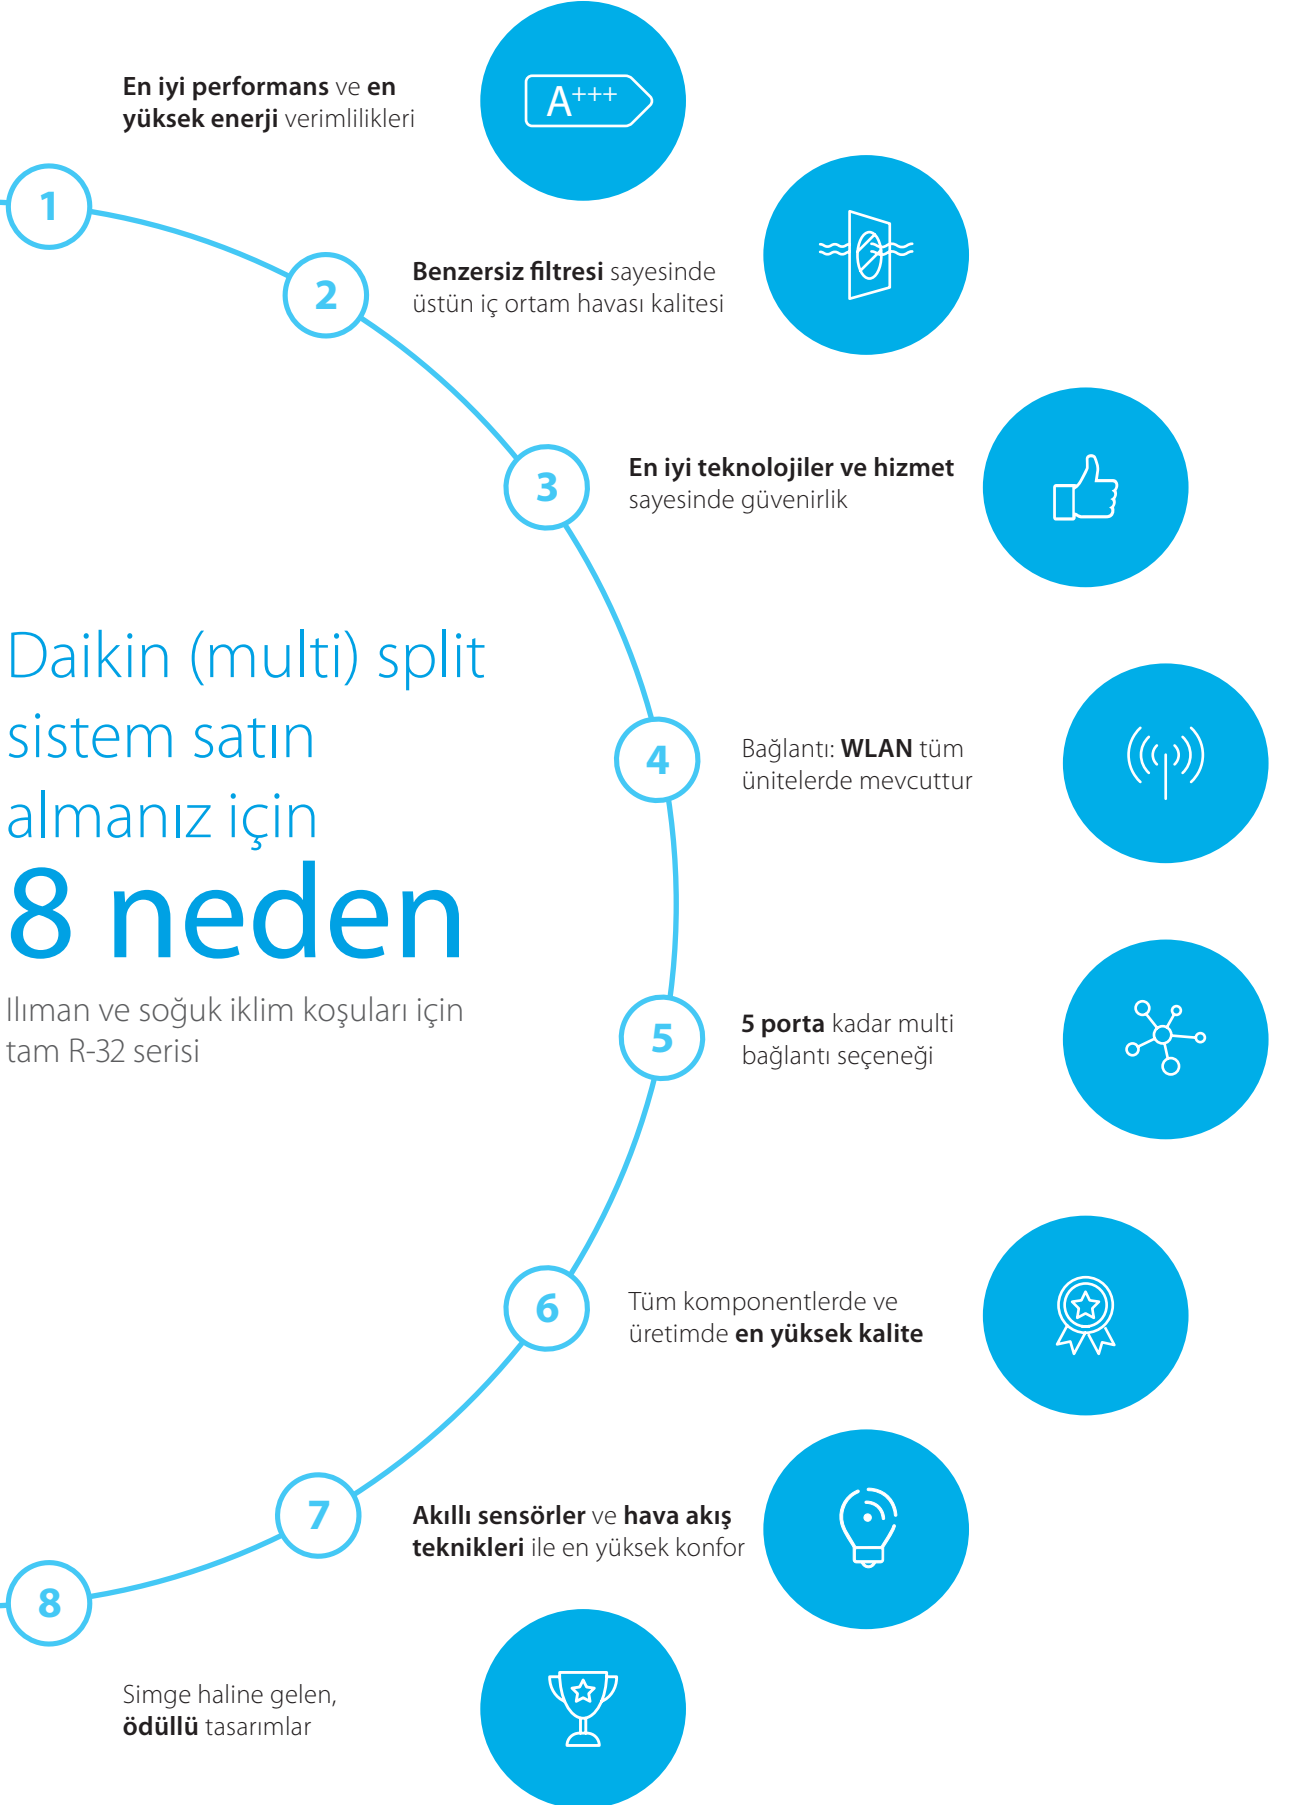 En iyi performans ve en
yüksek enerji verimlilikleri
A+++
1
2
Benzersiz filtresi sayesinde
üstün iç ortam havası kalitesi
3
En iyi teknolojiler ve hizmet
sayesinde güvenirlik
Daikin (multi) split
sistem satın
almanız için
8 neden
Ilıman ve soğuk iklim koşuları için
tam R-32 serisi
4
Bağlantı: WLAN tüm
ünitelerde mevcuttur
5
5 porta kadar multi
bağlantı seçeneği
6
Tüm komponentlerde ve
üretimde en yüksek kalite
7
Akıllı sensörler ve hava akış
teknikleri ile en yüksek konfor
8
Simge haline gelen,
ödüllü tasarımlar